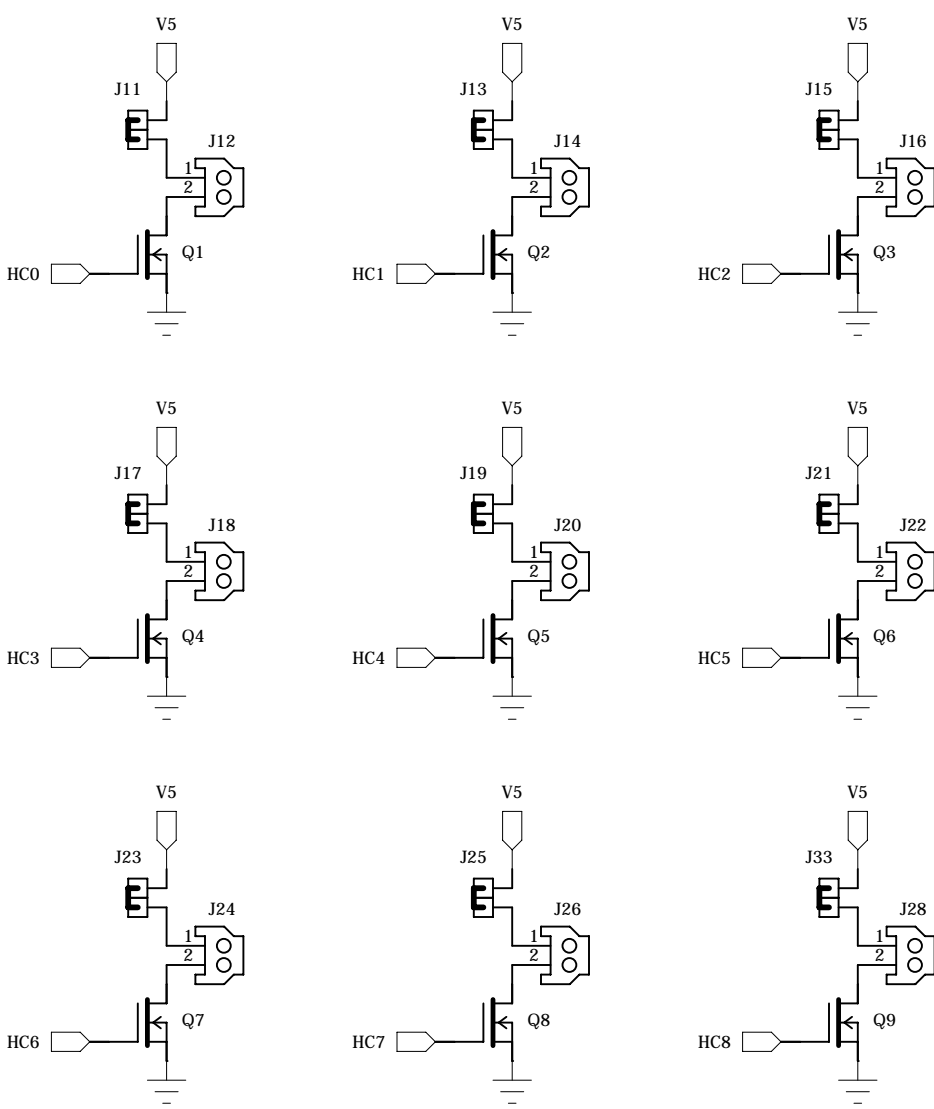 V5 V5 V5
J11 J13 J15
J12 J14 J16
1 1 1
2 2 2
Q1 Q2 Q3
HC0 HC1 HC2
V5 V5 V5
J17 J19 J21
J18 J20 J22
1 1 1
2 2 2
Q4 Q5 Q6
HC3 HC4 HC5
V5 V5 V5
J23 J25 J33
J24 J26 J28
1 1 1
2 2 2
Q7 Q8 Q9
HC6 HC7 HC8